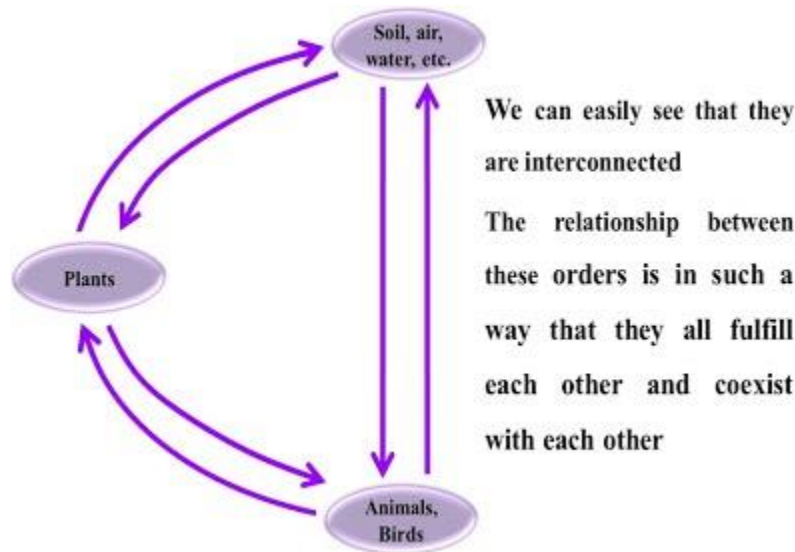 Soil, air,
water, etc.
We can easily see that they
are interconnected
The relationship between
these orders is in such a
way that they all fulfill
each other and coexist
with each other
Plants
Animals,
Birds